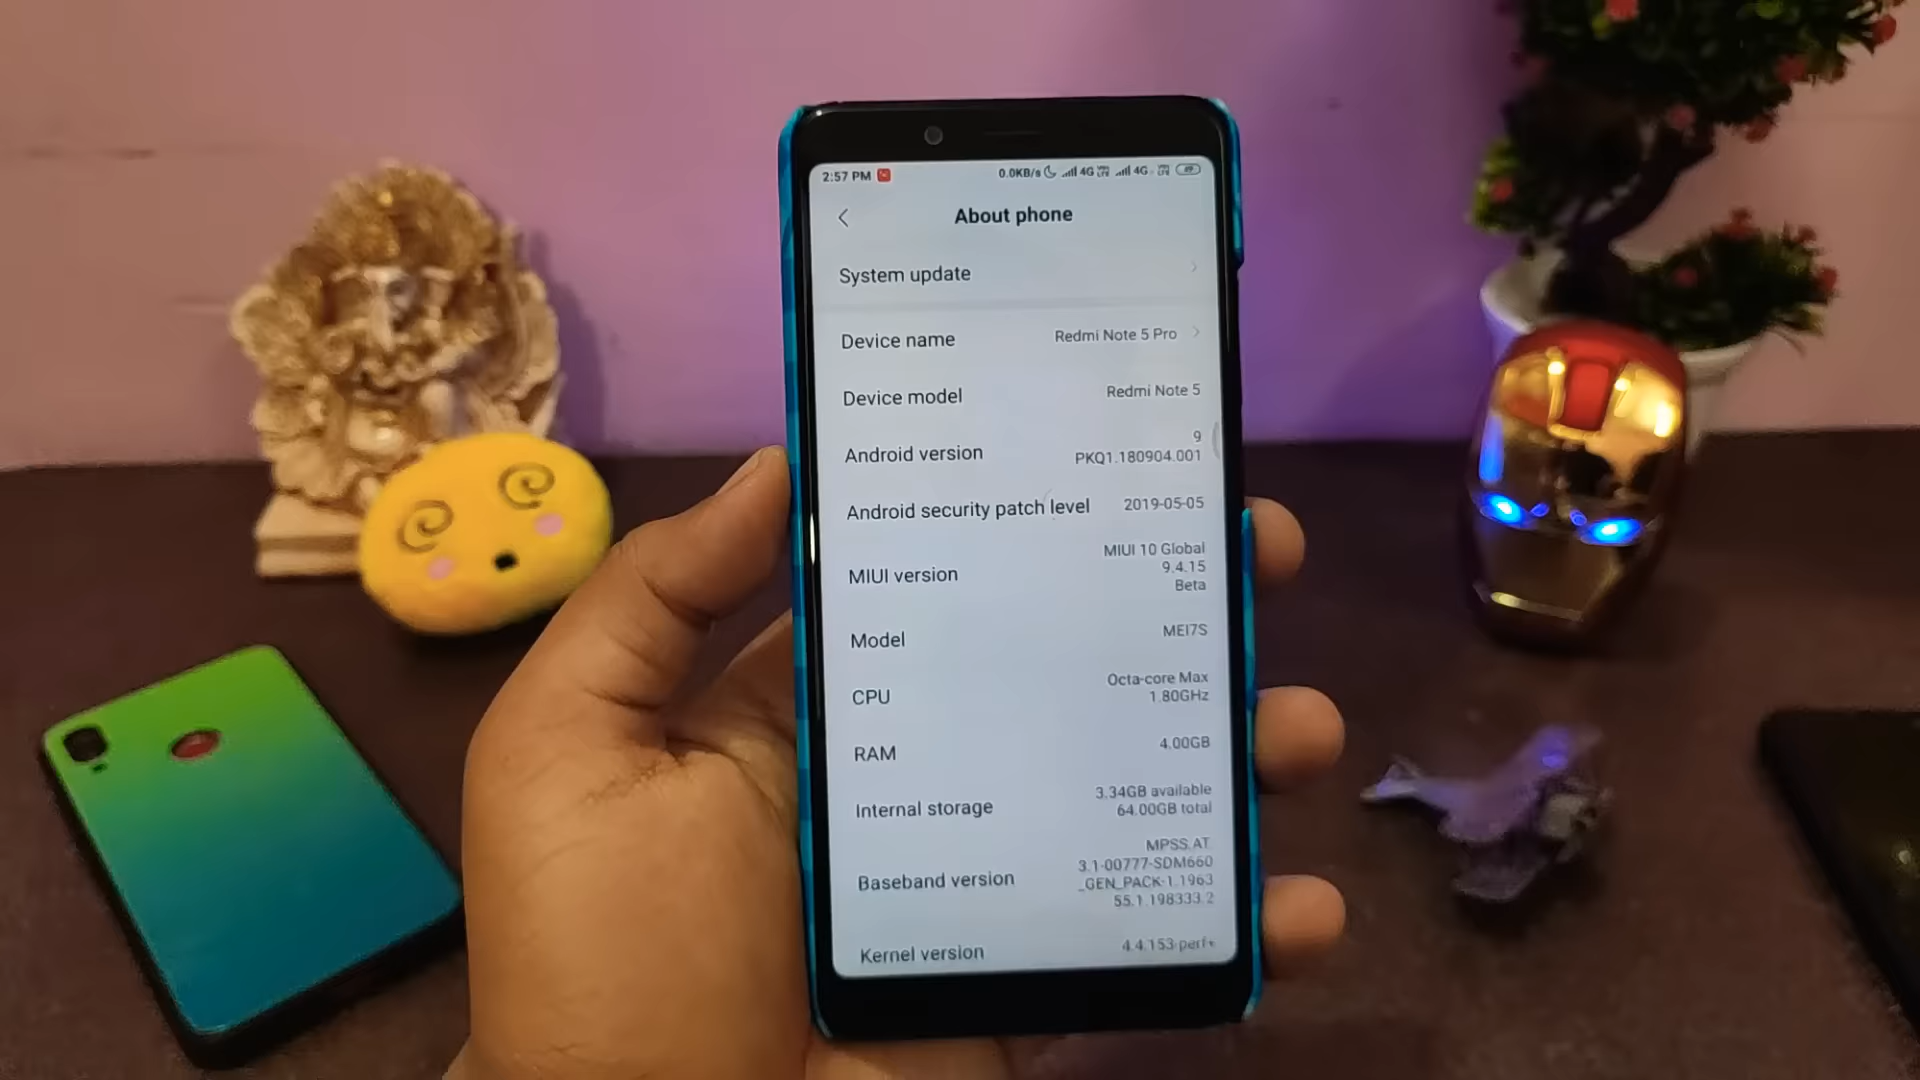 2:57 PM 0.0KB/s 4G 4G
About phone
System update
Device name Redmi Note 5 Pro
Device model Redmi Note 5
Android version 9
PKQ1.180904.001
Android security patch level 2019-05-05
MIUI version MIUI 10 Global
9.4.15
Beta
Model MEI7S
CPU Octa-core Max
1.80GHz
RAM 4.00GB
Internal storage 3.34GB available
64.00GB total
Baseband version MPSS.AT
3.1-00777-SDM660
_GEN_PACK-1.1963
55.1.198333.2
Kernel version 4.4.153-perf+